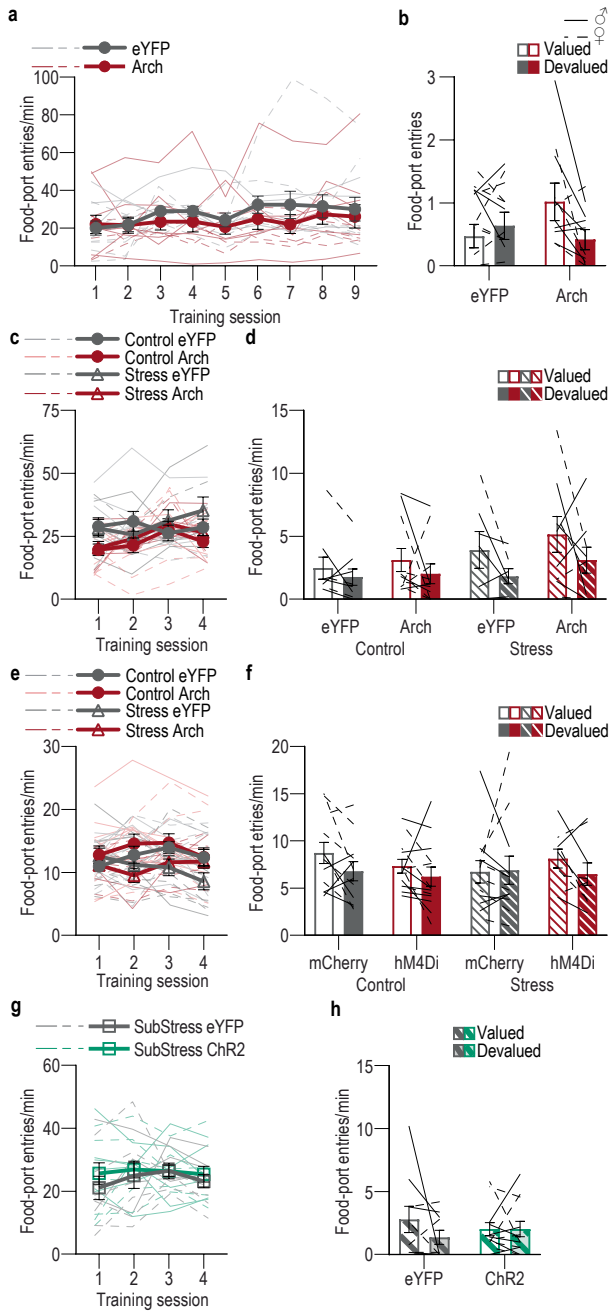 a
eYFP
Arch
Food-port entries/min
100
80
60
40
20
0
1 2 3 4 5 6 7 8 9
Training session
b
♂
♀
Valued
Devalued
Food-port entries
3
2
1
0
eYFP Arch
c
Control eYFP
Control Arch
Stress eYFP
Stress Arch
Food-port entries/min
75
50
25
0
1 2 3 4
Training session
d
Valued
Devalued
Food-port etries/min
15
10
5
0
eYFP Arch eYFP Arch
Control Stress
e
Control eYFP
Control Arch
Stress eYFP
Stress Arch
Food-port entries/min
30
20
10
0
1 2 3 4
Training session
f
Valued
Devalued
Food-port etries/min
20
15
10
5
0
mCherry hM4Di mCherry hM4Di
Control Stress
g
SubStress eYFP
SubStress ChR2
Food-port entries/min
60
40
20
0
1 2 3 4
Training session
h
Valued
Devalued
Food-port entries/min
15
10
5
0
eYFP ChR2